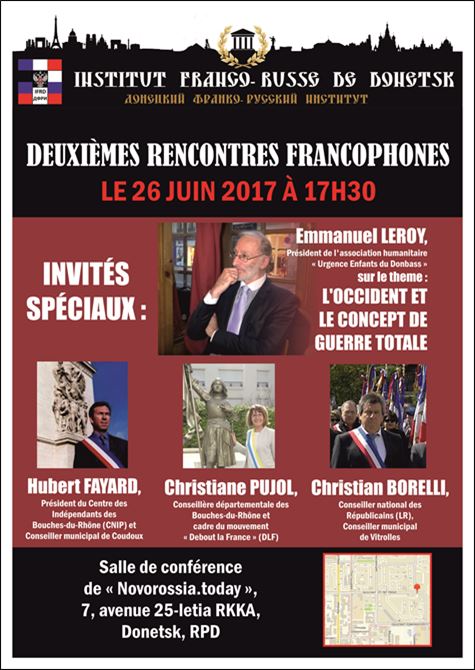 INSTITUT FRANCO-RUSSE DE DONETSK
IFRD
ДФРИ
ДОНЕЦКИЙ ФРАНКО-РУССКИЙ ИНСТИТУТ
DEUXIÈMES RENCONTRES FRANCOPHONES
LE 26 JUIN 2017 À 17H30
INVITÉS
SPÉCIAUX :
Emmanuel LEROY,
Président de l'association humanitaire
« Urgence Enfants du Donbass »
sur le theme :
L'OCCIDENT ET
LE CONCEPT DE
GUERRE TOTALE
Hubert FAYARD,
Président du Centre des
Indépendants des
Bouches-du-Rhône (CNIP) et
Conseiller municipal de Coudoux
Christiane PUJOL,
Conseillère départementale des
Bouches-du-Rhône et
cadre du mouvement
« Debout la France » (DLF)
Christian BORELLI,
Conseiller national des
Républicains (LR),
Conseiller municipal
de Vitrolles
Salle de conférence
de « Novorossia.today »,
7, avenue 25-letia RKKA,
Donetsk, RPD